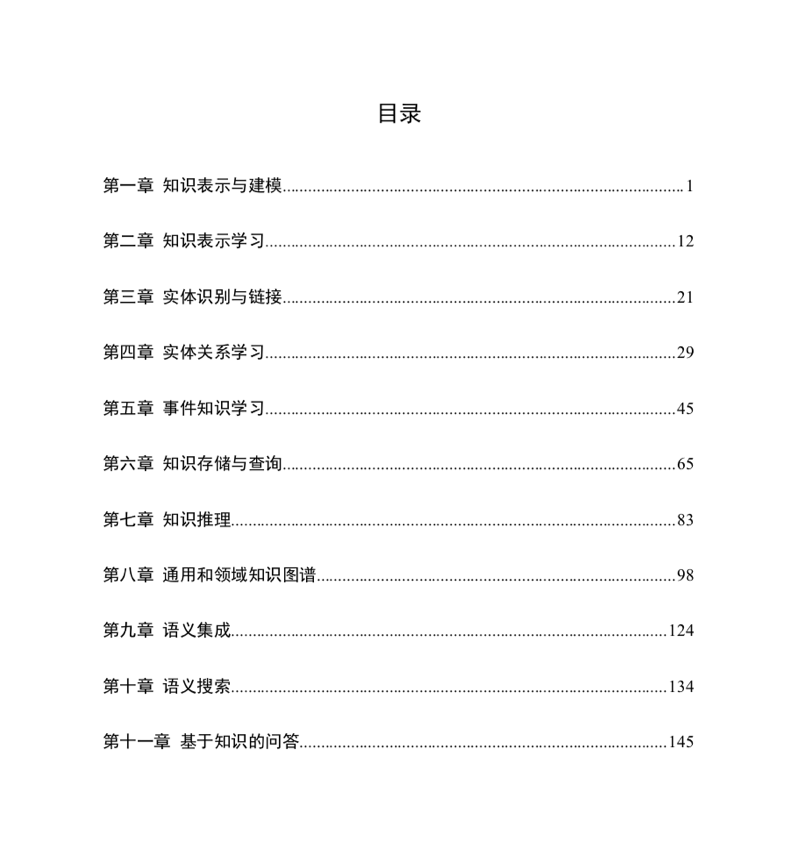 目录
第一章 知识表示与建模........................................................................................... 1
第二章 知识表示学习...............................................................................................12
第三章 实体识别与链接...........................................................................................21
第四章 实体关系学习...............................................................................................29
第五章 事件知识学习...............................................................................................45
第六章 知识存储与查询...........................................................................................65
第七章 知识推理.......................................................................................................83
第八章 通用和领域知识图谱...................................................................................98
第九章 语义集成.....................................................................................................124
第十章 语义搜索.....................................................................................................134
第十一章 基于知识的问答.....................................................................................145